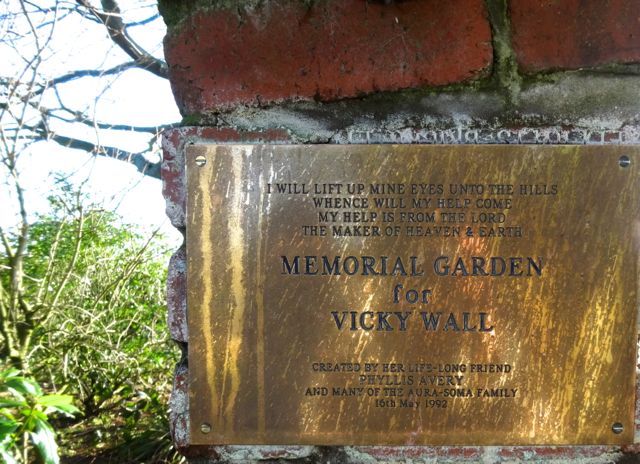 I WILL LIFT UP MINE EYES UNTO THE HILLS
WHENCE WILL MY HELP COME
MY HELP IS FROM THE LORD
THE MAKER OF HEAVEN & EARTH
MEMORIAL GARDEN
for
VICKY WALL
CREATED BY HER LIFE-LONG FRIEND
PHYLLIS AVERY
AND MANY OF THE AURA-SOMA FAMILY
16th May 1992